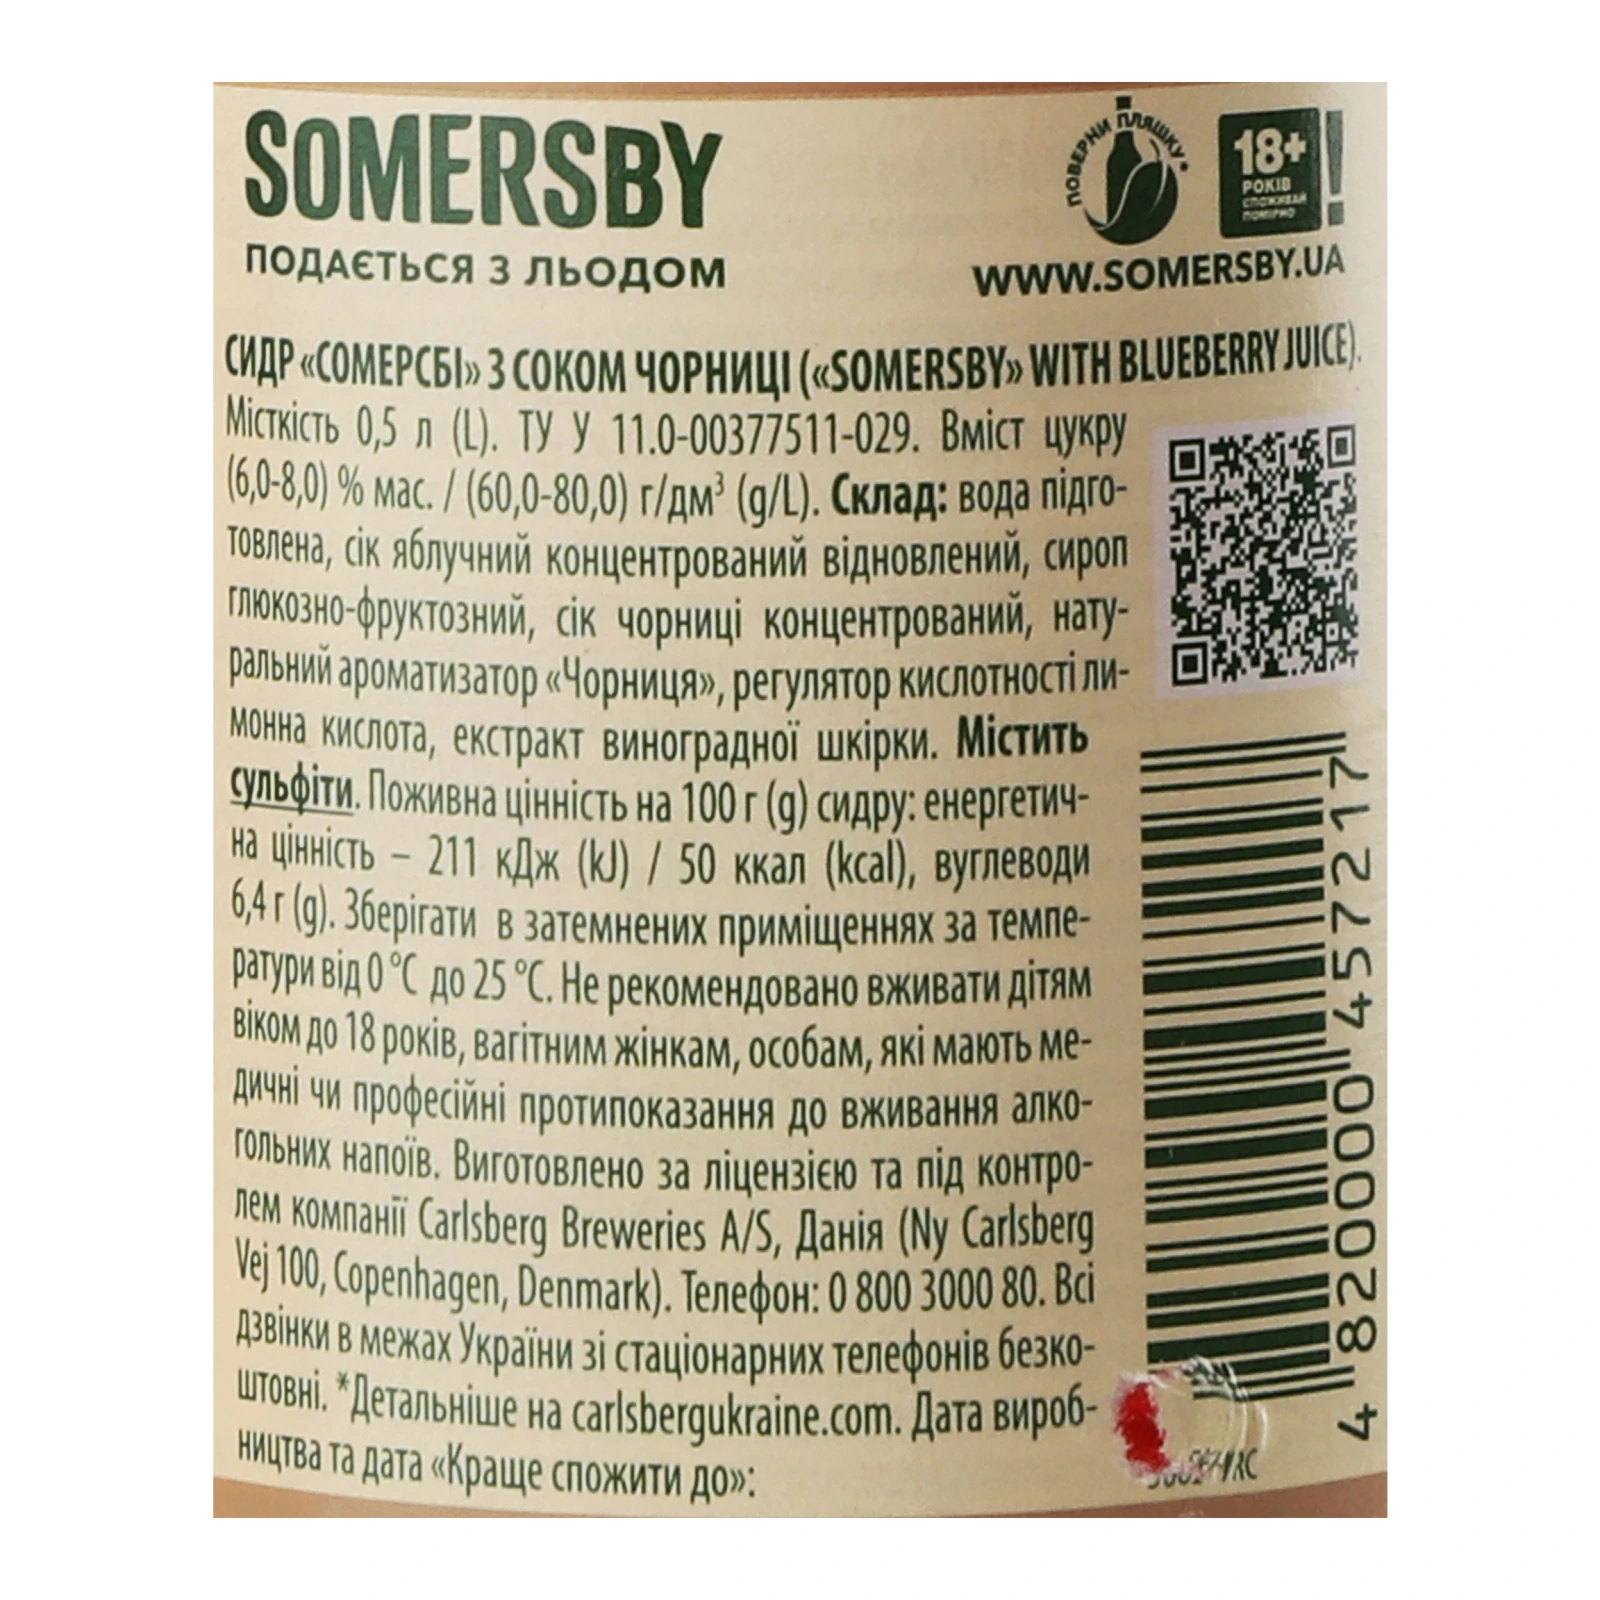 SOMERSBY
ПОДАЄТЬСЯ З ЛЬОДОМ
ПОВЕРНИ ПЛЯШКУ*
18+
РОКІВ
СПОЖИВАЙ
ПОМІРНО
WWW.SOMERSBY.UA
СИДР «СОМЕРСБІ» З СОКОМ ЧОРНИЦІ («SOMERSBY» WITH BLUEBERRY JUICE).
Місткість 0,5 л (L). ТУ У 11.0-00377511-029. Вміст цукру
(6,0-8,0) % мас. / (60,0-80,0) г/дм³ (g/L). Склад: вода підго-
товлена, сік яблучний концентрований відновлений, сироп
глюкозно-фруктозний, сік чорниці концентрований, нату-
ральний ароматизатор «Чорниця», регулятор кислотності ли-
монна кислота, екстракт виноградної шкірки. Містить
сульфіти. Поживна цінність на 100 г (g) сидру: енергетич-
на цінність – 211 кДж (kJ) / 50 ккал (kcal), вуглеводи
6,4 г (g). Зберігати в затемнених приміщеннях за темпе-
ратури від 0 °С до 25 °С. Не рекомендовано вживати дітям
віком до 18 років, вагітним жінкам, особам, які мають ме-
дичні чи професійні протипоказання до вживання алко-
гольних напоїв. Виготовлено за ліцензією та під контро-
лем компанії Carlsberg Breweries A/S, Данія (Ny Carlsberg
Vej 100, Copenhagen, Denmark). Телефон: 0 800 3000 80. Всі
дзвінки в межах України зі стаціонарних телефонів безко-
штовні. *Детальніше на carlsbergukraine.com. Дата вироб-
ництва та дата «Краще спожити до»:
4 820000 457217